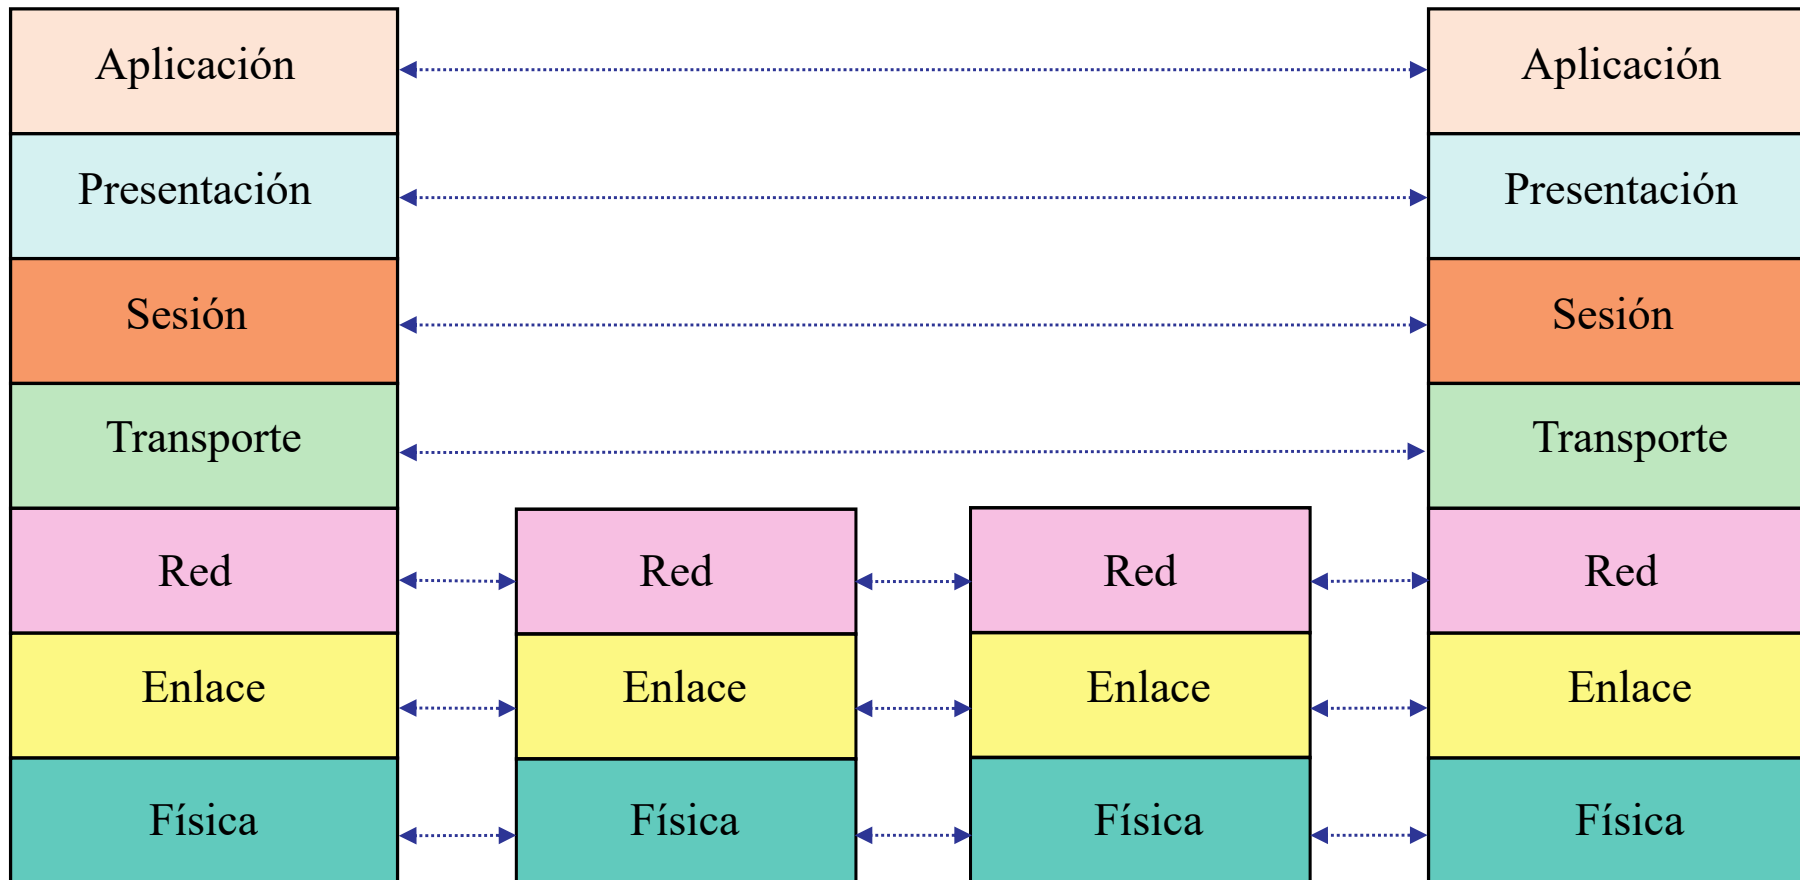 Aplicación Aplicación
Presentación Presentación
Sesión Sesión
Transporte Transporte
Red Red Red Red
Enlace Enlace Enlace Enlace
Física Física Física Física